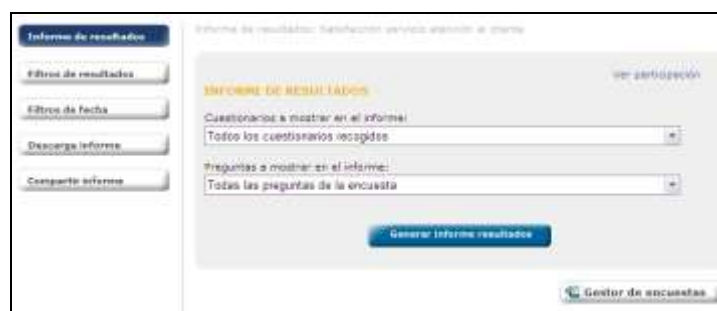 Informe de resultados
Filtros de resultados
Filtros de fecha
Descarga informe
Compartir informe
Informe de resultados: Satisfacción servicio atención al cliente
Ver participación
INFORME DE RESULTADOS
Cuestionarios a mostrar en el informe:
Todos los cuestionarios recogidos
Preguntas a mostrar en el informe:
Todas las preguntas de la encuesta
Generar informe resultados
Gestor de encuestas